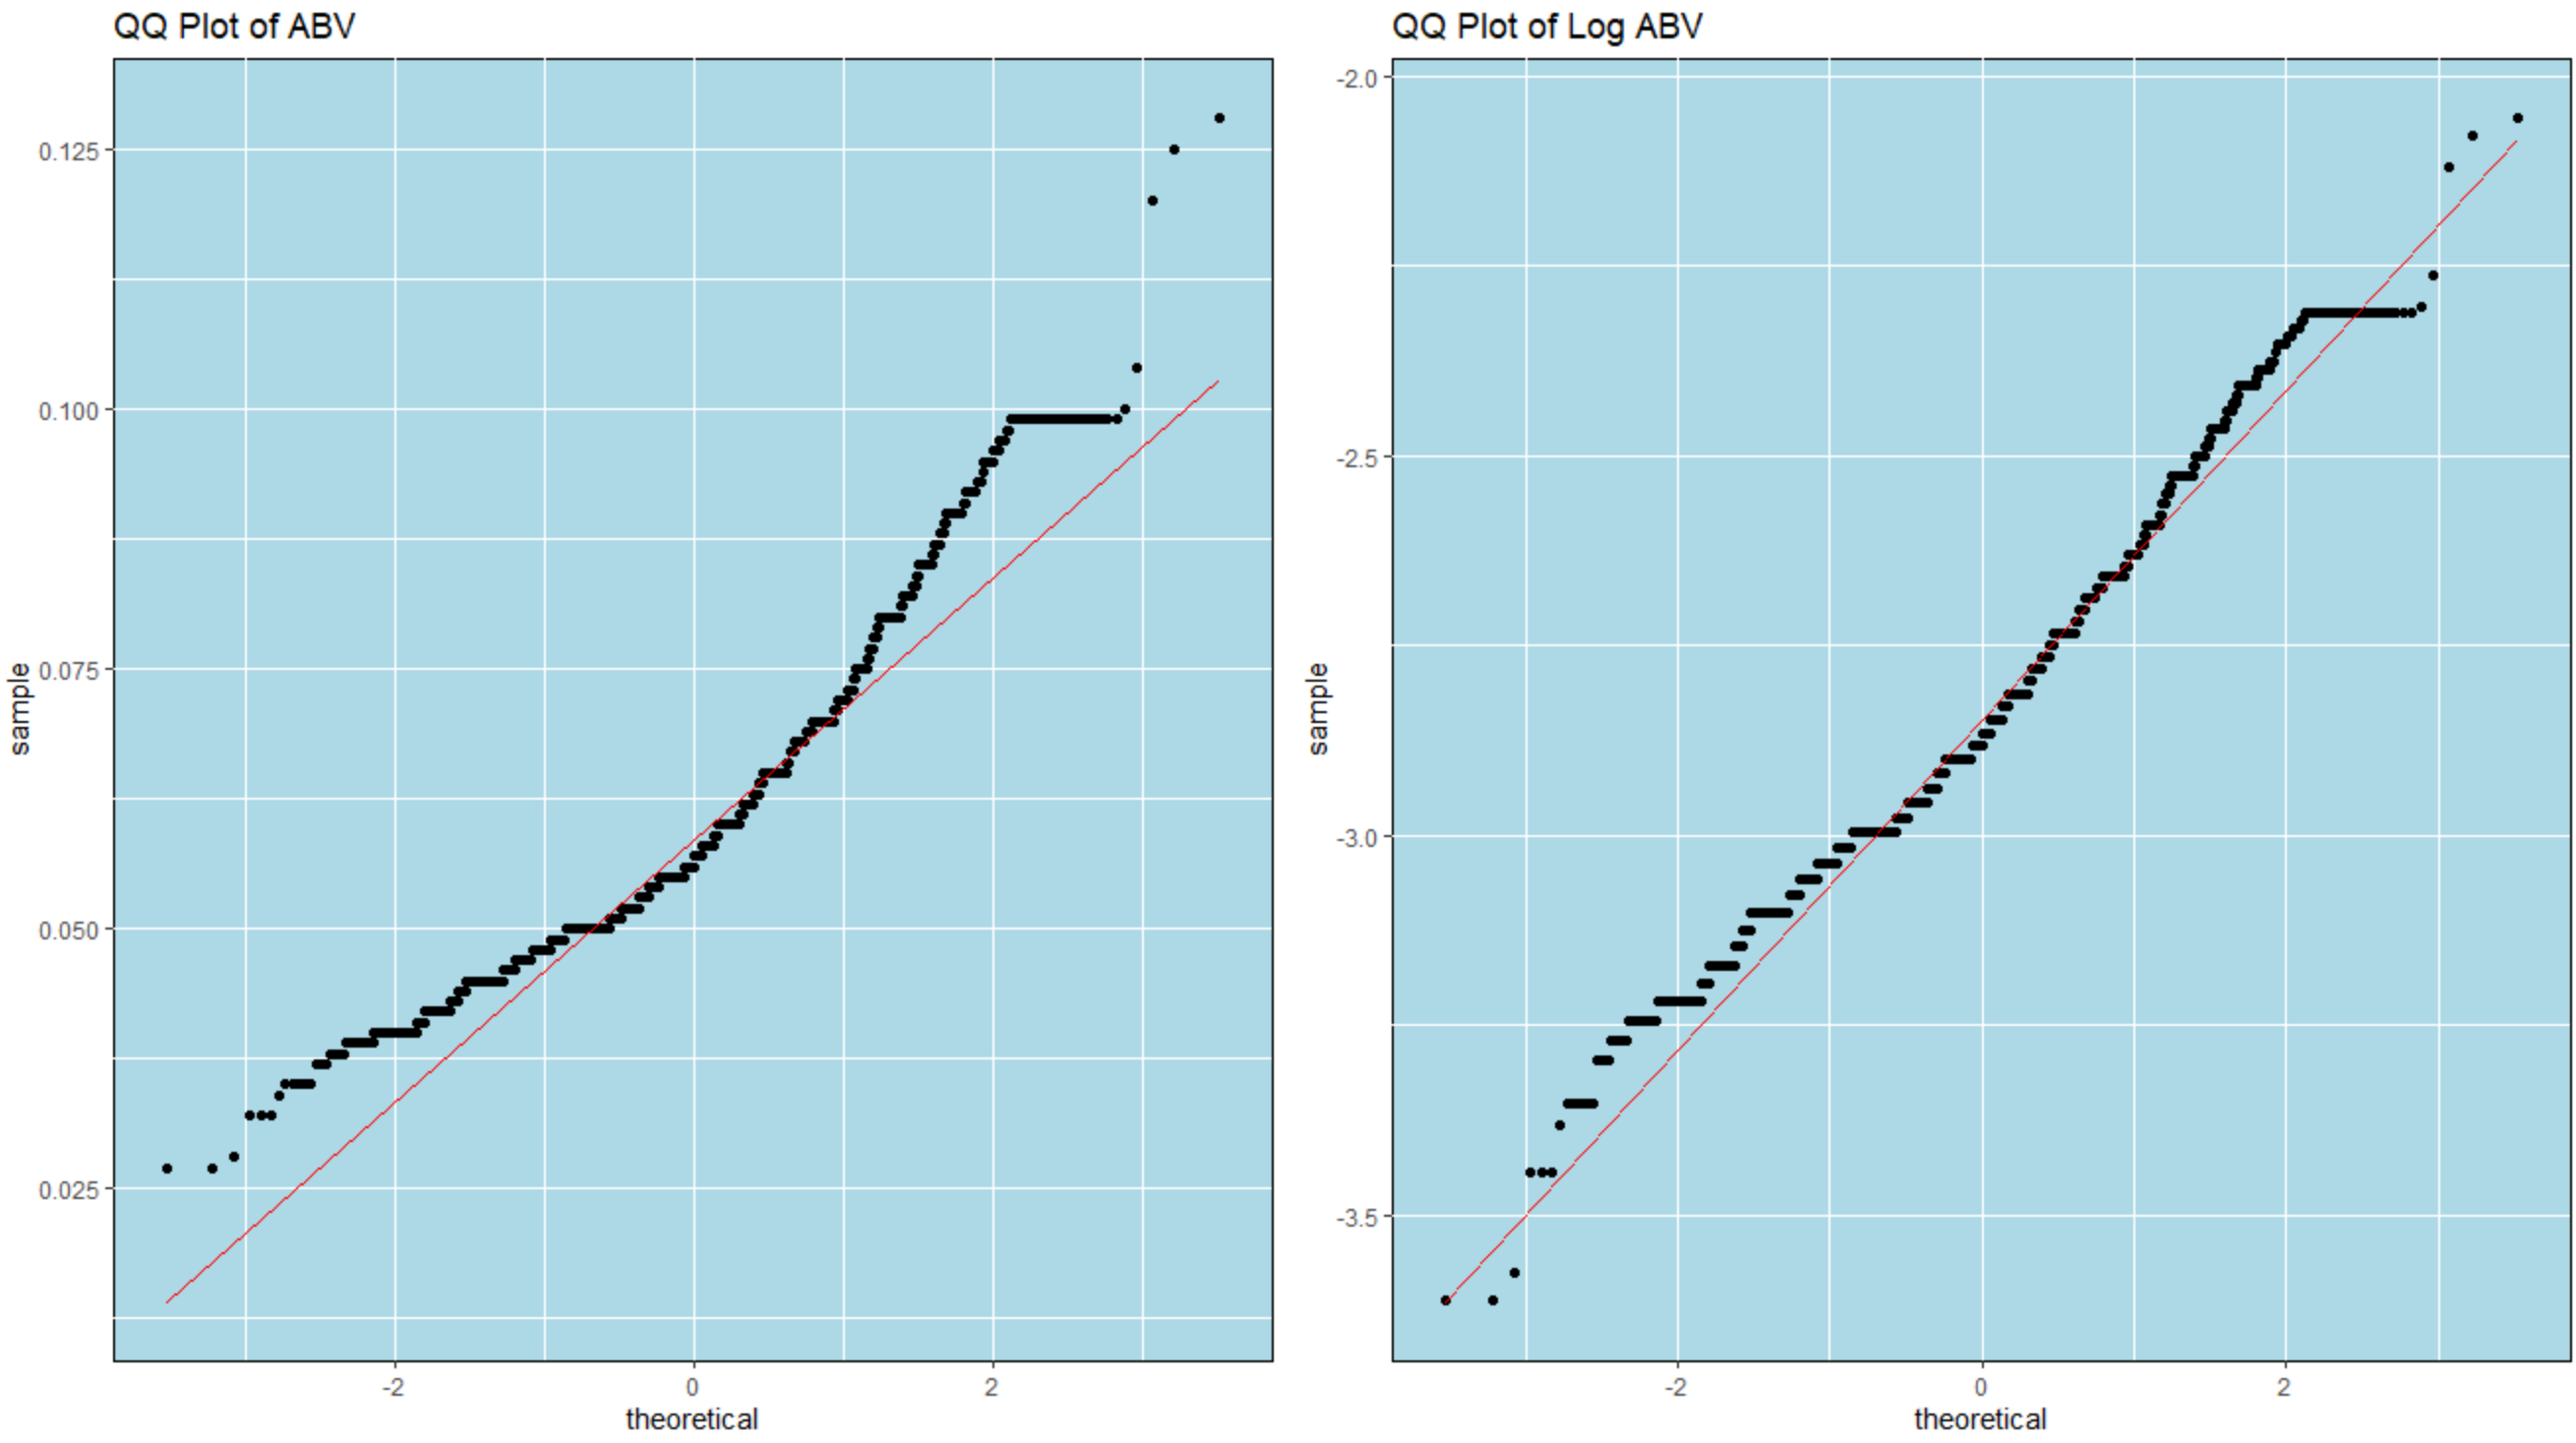 QQ Plot of ABV
0.125
0.100
0.075
0.050
0.025
sample
-2 0 2
theoretical
QQ Plot of Log ABV
-2.0
-2.5
-3.0
-3.5
sample
-2 0 2
theoretical